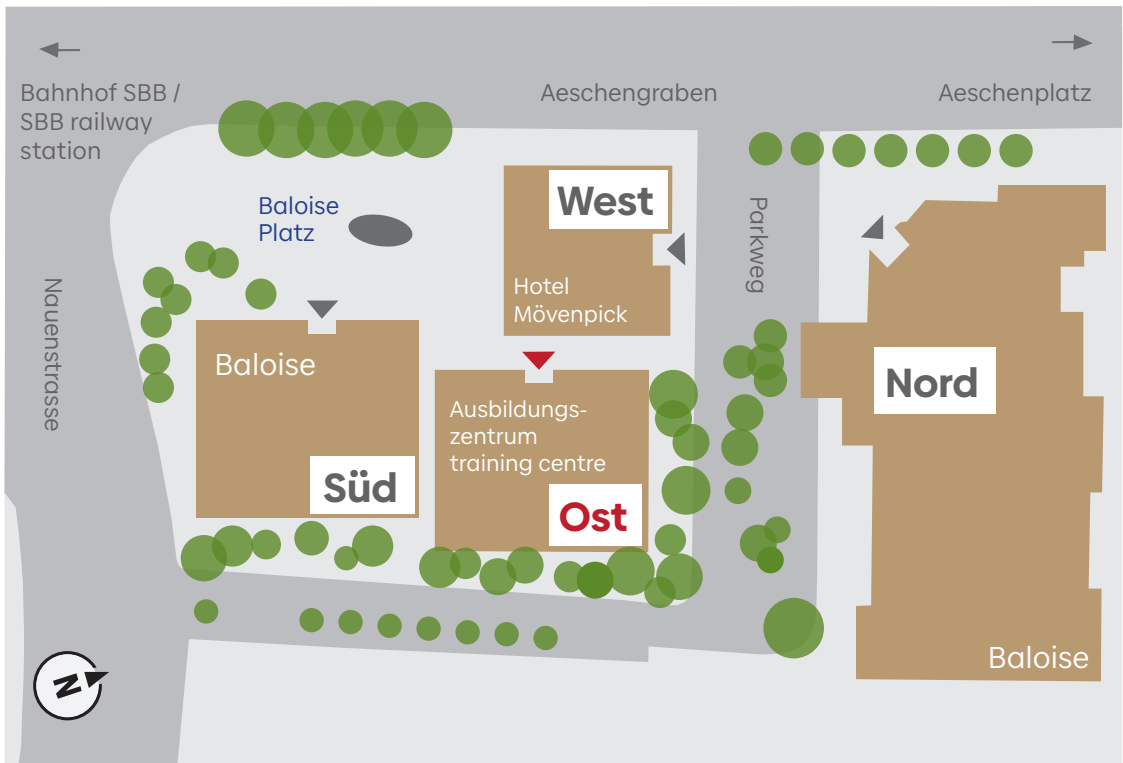 Bahnhof SBB /
SBB railway
station
Aeschengraben
Aeschenplatz
Baloise
Platz
West
Hotel
Mövenpick
Parkweg
Nauenstrasse
Baloise
Süd
Ausbildungs-
zentrum
training centre
Ost
Nord
Baloise
N